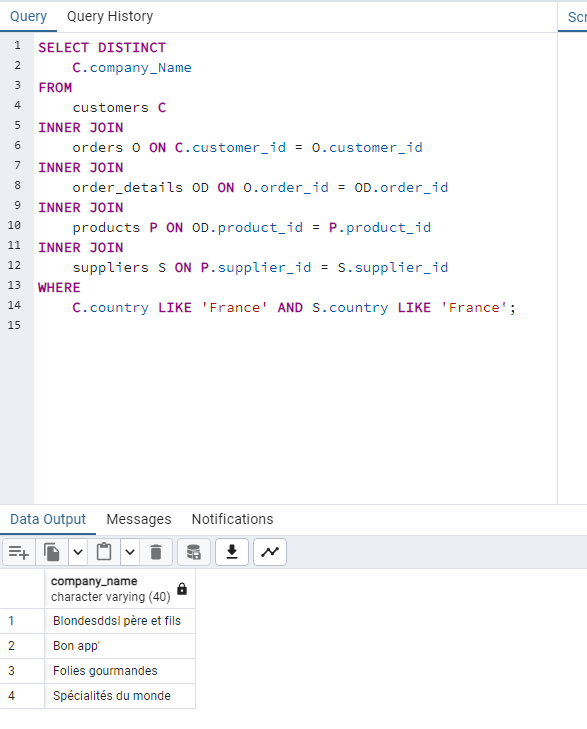 Query Query History Scr
1 SELECT DISTINCT
2 C.company_Name
3 FROM
4 customers C
5 INNER JOIN
6 orders O ON C.customer_id = O.customer_id
7 INNER JOIN
8 order_details OD ON O.order_id = OD.order_id
9 INNER JOIN
10 products P ON OD.product_id = P.product_id
11 INNER JOIN
12 suppliers S ON P.supplier_id = S.supplier_id
13 WHERE
14 C.country LIKE 'France' AND S.country LIKE 'France';
15
Data Output Messages Notifications
company_name
character varying (40)
1 Blondesddsl père et fils
2 Bon app'
3 Folies gourmandes
4 Spécialités du monde